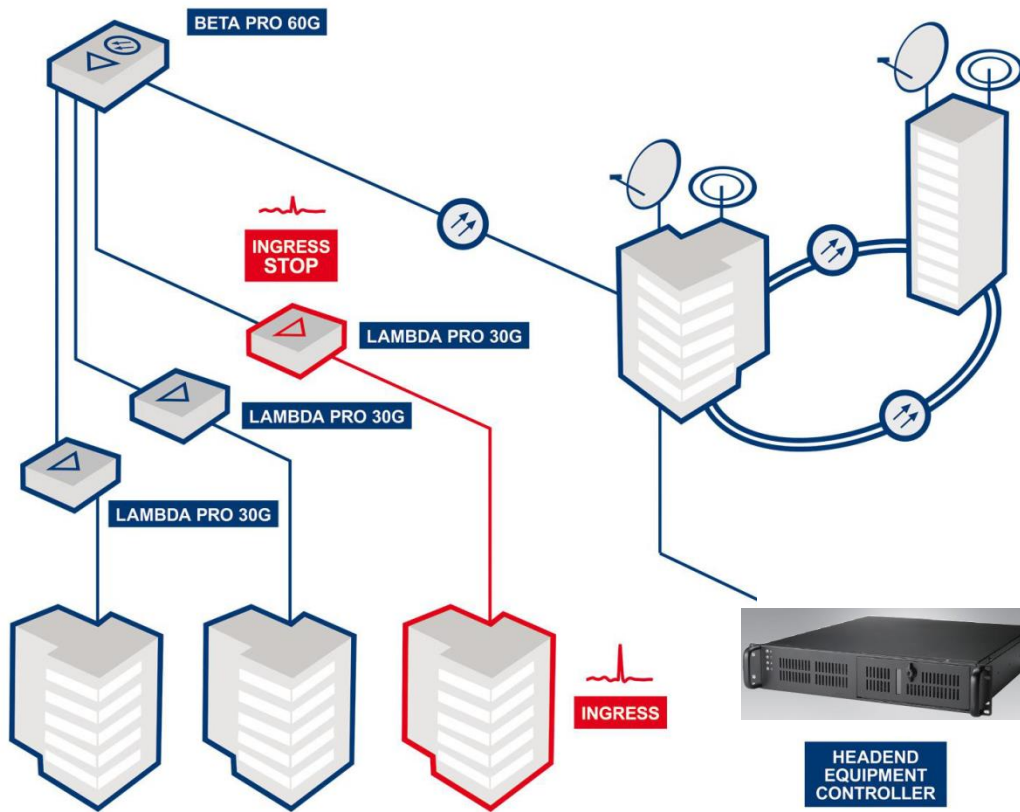 BETA PRO 60G
INGRESS
STOP
LAMBDA PRO 30G
LAMBDA PRO 30G
LAMBDA PRO 30G
INGRESS
HEADEND
EQUIPMENT
CONTROLLER